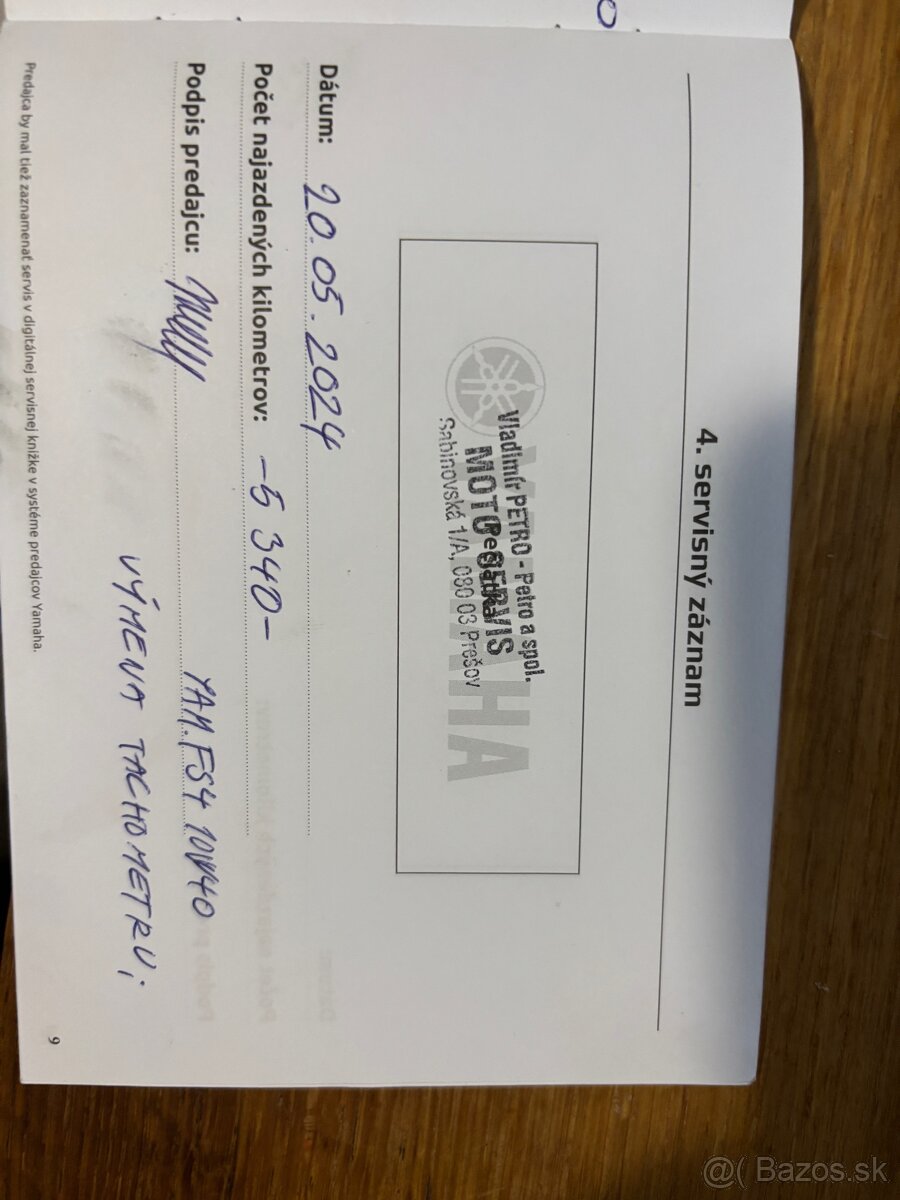 4. servisný záznam
YAMAHA
Pečiatka
Vladimír PETRO - Petro a spol.
MOTO SERVIS
Sabinovská 1/A, 080 03 Prešov
Dátum: 20.05.2024
Počet najazdených kilometrov: -5 340-
Podpis predajcu:
YAM.FS4 10W40
VÝMENA TACHOMETRU;
Predajca by mal tiež zaznamenať servis v digitálnej servisnej knižke v systéme predajcov Yamaha.
9
@( Bazos.sk